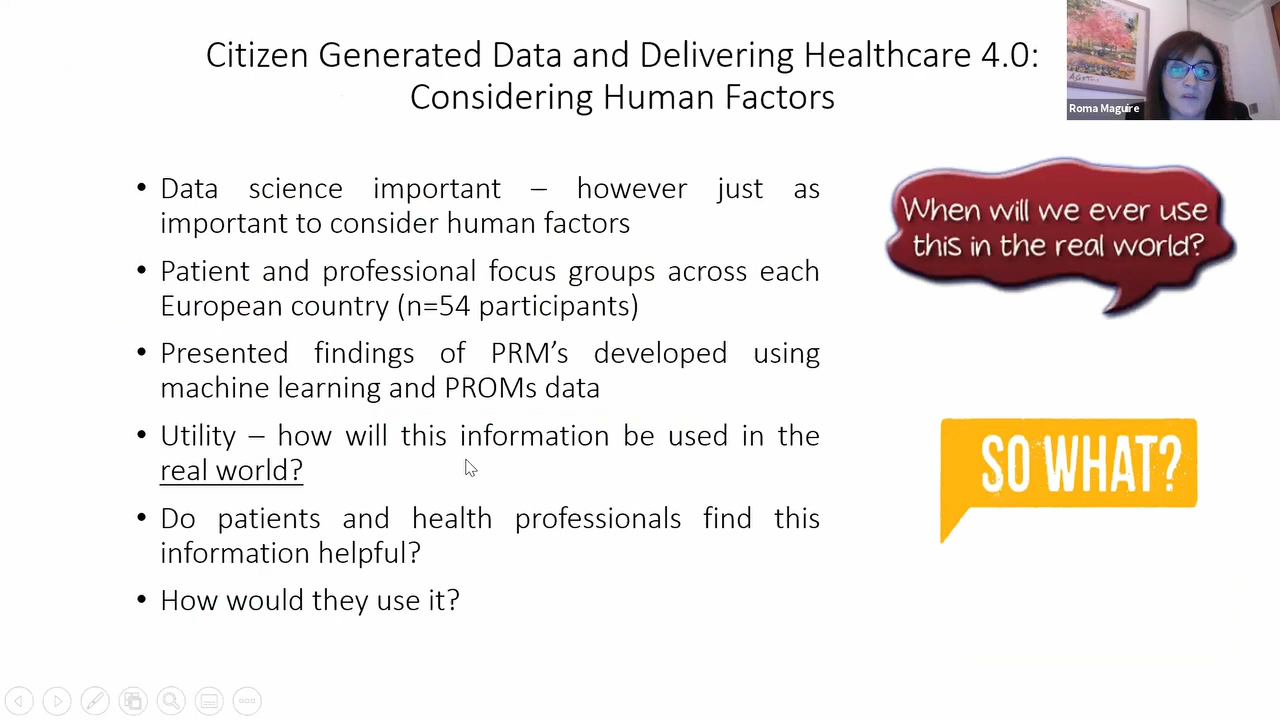 Citizen Generated Data and Delivering Healthcare 4.0:
Considering Human Factors
Roma Maguire
• Data science important – however just as
important to consider human factors
• Patient and professional focus groups across each
European country (n=54 participants)
• Presented findings of PRM’s developed using
machine learning and PROMs data
• Utility – how will this information be used in the
real world?
• Do patients and health professionals find this
information helpful?
• How would they use it?
When will we ever use
this in the real world?
SO WHAT?